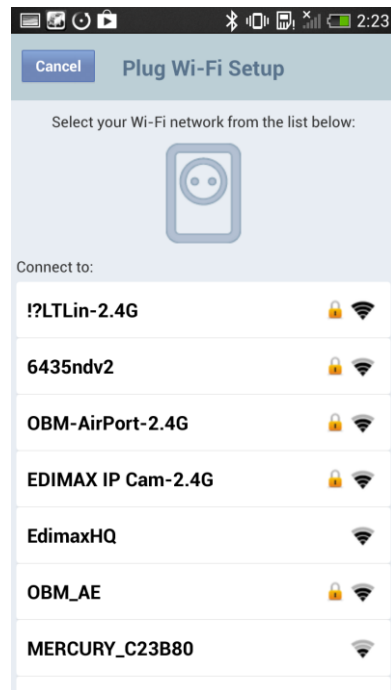 2:23
Cancel
Plug Wi-Fi Setup
Select your Wi-Fi network from the list below:
Connect to:
!?LTLin-2.4G
6435ndv2
OBM-AirPort-2.4G
EDIMAX IP Cam-2.4G
EdimaxHQ
OBM_AE
MERCURY_C23B80